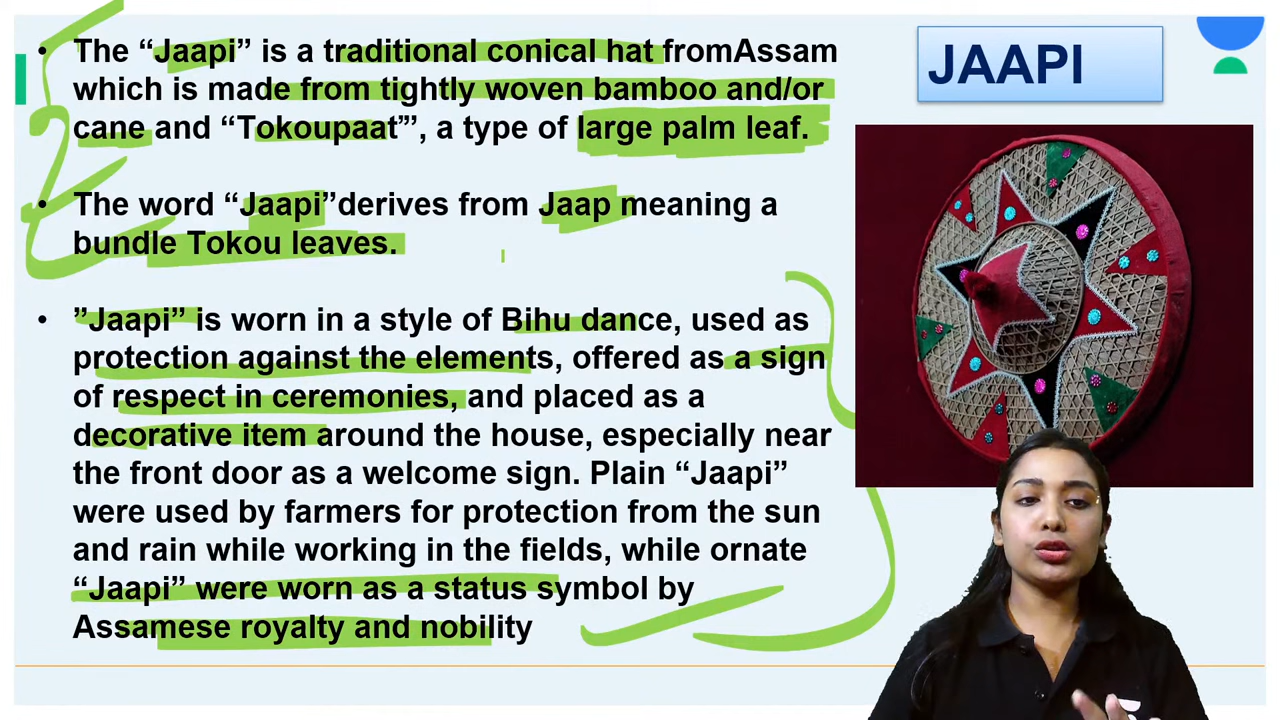 • The “Jaapi” is a traditional conical hat fromAssam
which is made from tightly woven bamboo and/or
cane and “Tokoupaat”’, a type of large palm leaf.
• The word “Jaapi”derives from Jaap meaning a
bundle Tokou leaves.
• ”Jaapi” is worn in a style of Bihu dance, used as
protection against the elements, offered as a sign
of respect in ceremonies, and placed as a
decorative item around the house, especially near
the front door as a welcome sign. Plain “Jaapi”
were used by farmers for protection from the sun
and rain while working in the fields, while ornate
“Jaapi” were worn as a status symbol by
Assamese royalty and nobility
JAAPI